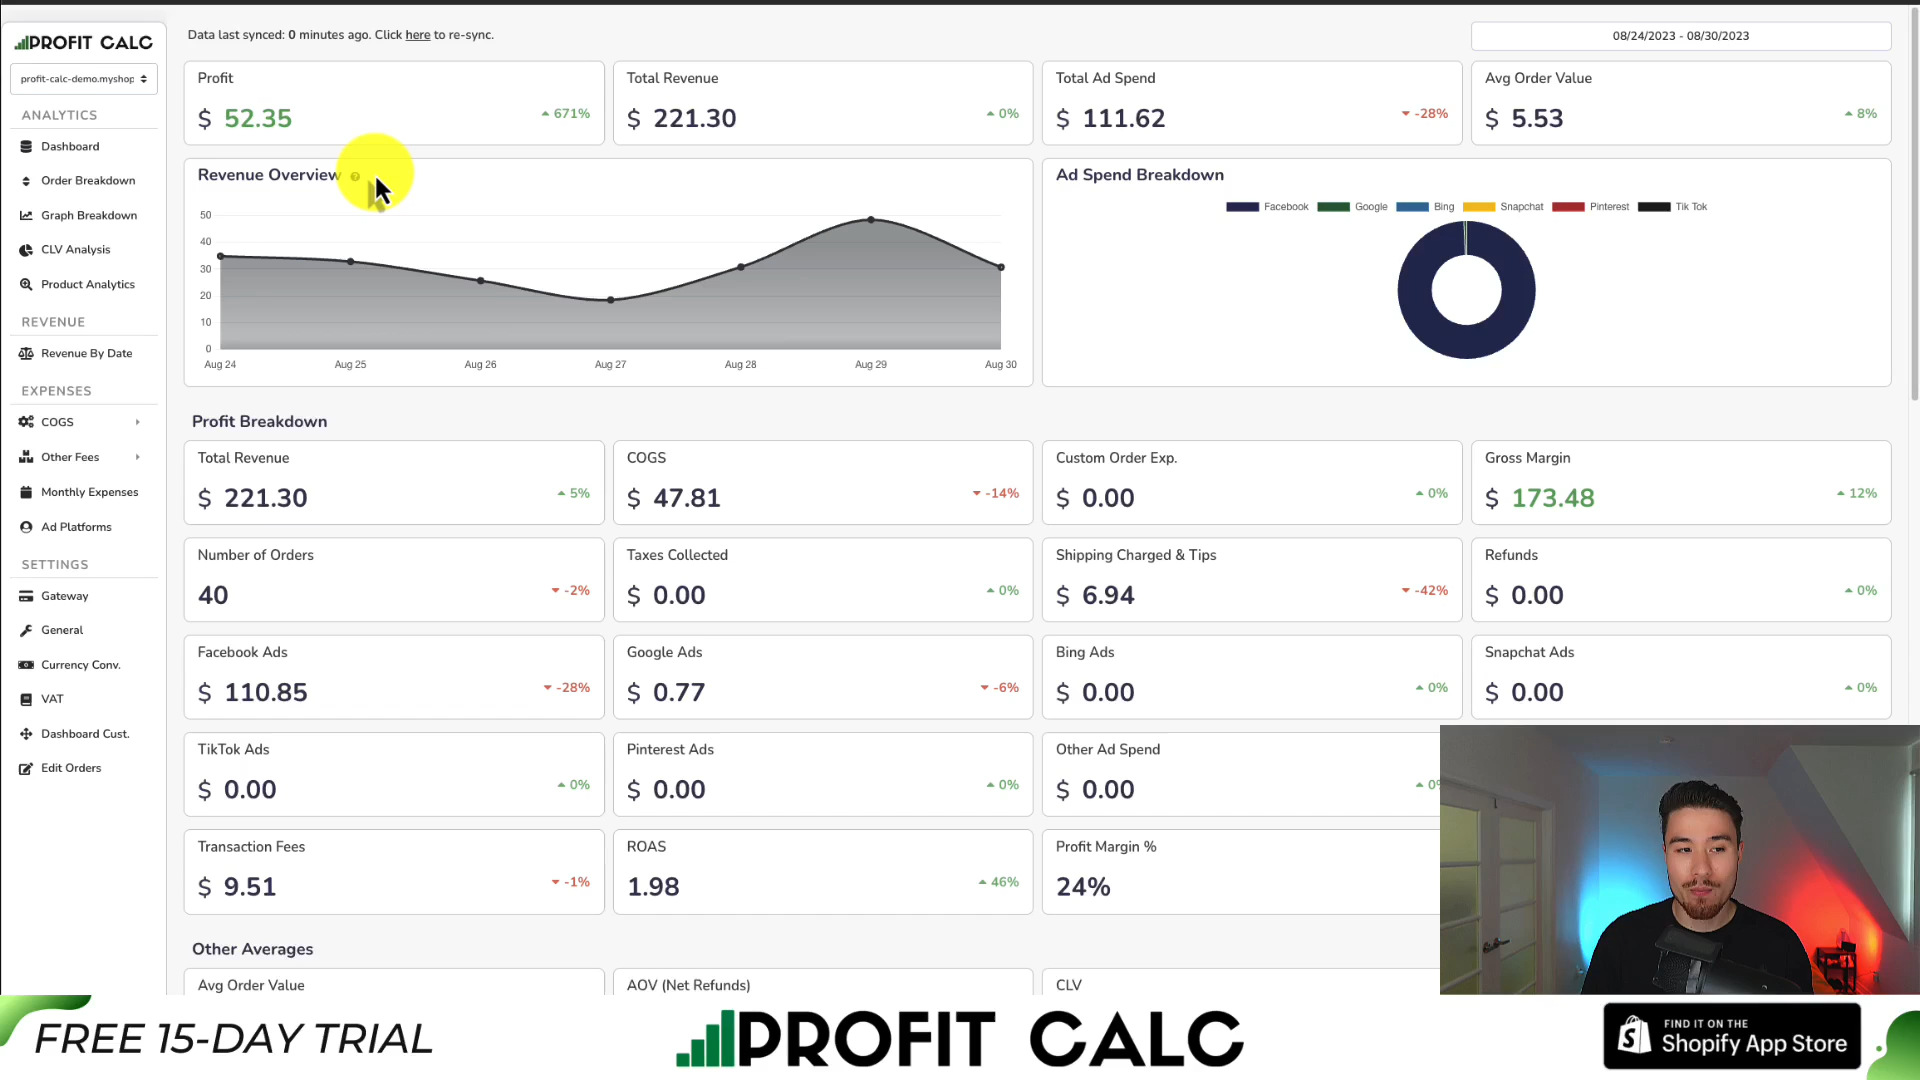 PROFIT CALC
profit-calc-demo.myshop
ANALYTICS
Dashboard
Order Breakdown
Graph Breakdown
CLV Analysis
Product Analytics
REVENUE
Revenue By Date
EXPENSES
COGS
Other Fees
Monthly Expenses
Ad Platforms
SETTINGS
Gateway
General
Currency Conv.
VAT
Dashboard Cust.
Edit Orders
Data last synced: 0 minutes ago. Click here to re-sync.
08/24/2023 - 08/30/2023
Profit
$ 52.35 671%
Total Revenue
$ 221.30 0%
Total Ad Spend
$ 111.62 -28%
Avg Order Value
$ 5.53 8%
Revenue Overview
50
40
30
20
10
0
Aug 24 Aug 25 Aug 26 Aug 27 Aug 28 Aug 29 Aug 30
Ad Spend Breakdown
Facebook Google Bing Snapchat Pinterest Tik Tok
Profit Breakdown
Total Revenue
$ 221.30 5%
COGS
$ 47.81 -14%
Custom Order Exp.
$ 0.00 0%
Gross Margin
$ 173.48 12%
Number of Orders
40 -2%
Taxes Collected
$ 0.00 0%
Shipping Charged & Tips
$ 6.94 -42%
Refunds
$ 0.00 0%
Facebook Ads
$ 110.85 -28%
Google Ads
$ 0.77 -6%
Bing Ads
$ 0.00 0%
Snapchat Ads
$ 0.00 0%
TikTok Ads
$ 0.00 0%
Pinterest Ads
$ 0.00 0%
Other Ad Spend
$ 0.00 0%
Transaction Fees
$ 9.51 -1%
ROAS
1.98 46%
Profit Margin %
24%
Other Averages
Avg Order Value
AOV (Net Refunds)
CLV
FREE 15-DAY TRIAL
PROFIT CALC
FIND IT ON THE
Shopify App Store